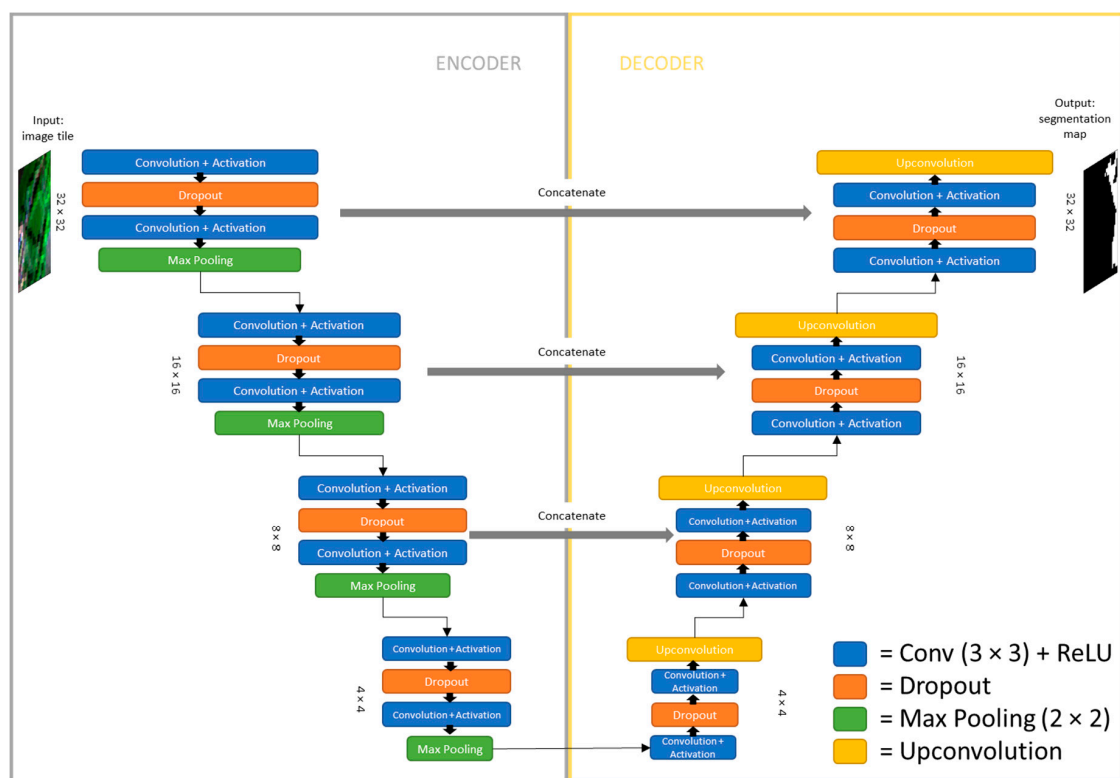 ENCODER
DECODER
Input:
image tile
Output:
segmentation
map
32 × 32
Convolution + Activation
Dropout
Convolution + Activation
Max Pooling
Concatenate
Upconvolution
Convolution + Activation
Dropout
Convolution + Activation
32 × 32
16 × 16
Convolution + Activation
Dropout
Convolution + Activation
Max Pooling
Concatenate
Upconvolution
Convolution + Activation
Dropout
Convolution + Activation
16 × 16
8 × 8
Convolution + Activation
Dropout
Convolution + Activation
Max Pooling
Concatenate
Upconvolution
Convolution + Activation
Dropout
Convolution + Activation
8 × 8
4 × 4
Convolution + Activation
Dropout
Convolution + Activation
Max Pooling
Upconvolution
Convolution +
Activation
Dropout
Convolution +
Activation
4 × 4
= Conv (3 × 3) + ReLU
= Dropout
= Max Pooling (2 × 2)
= Upconvolution